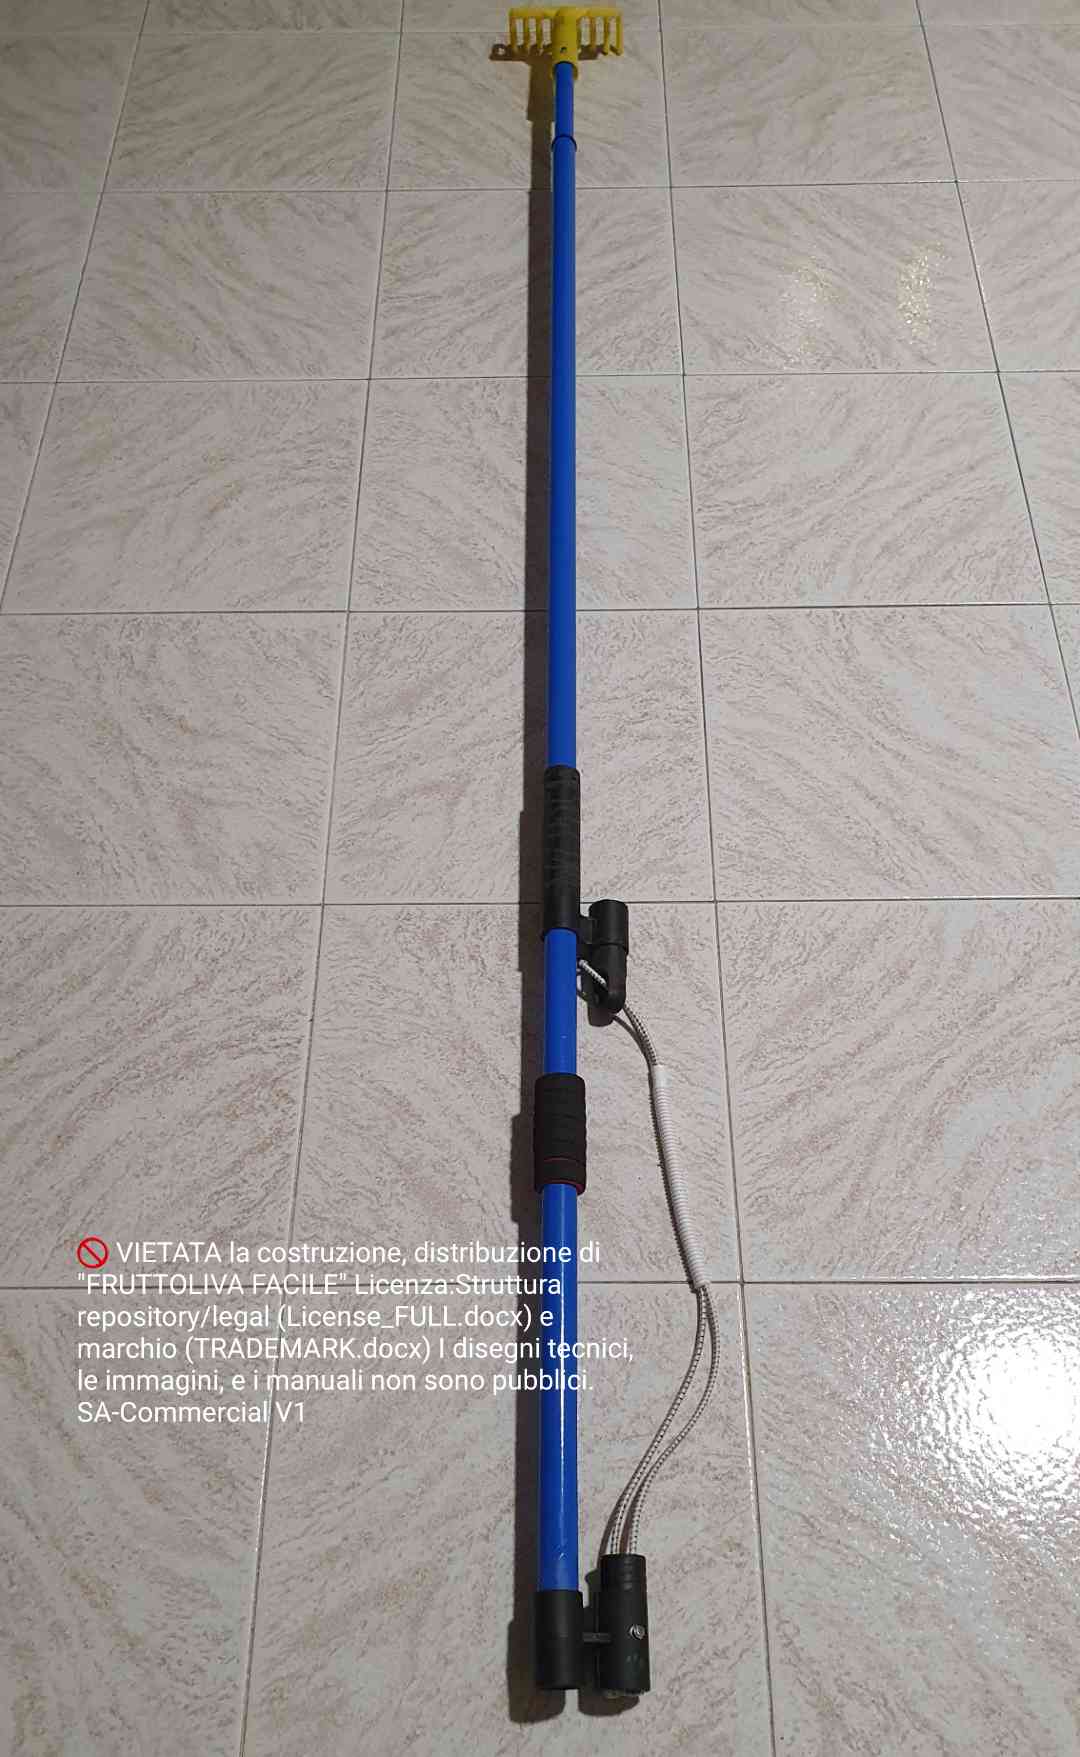 🚫 VIETATA la costruzione, distribuzione di
"FRUTTOLIVA FACILE" Licenza:Struttura
repository/legal (License_FULL.docx) e
marchio (TRADEMARK.docx) I disegni tecnici,
le immagini, e i manuali non sono pubblici.
SA-Commercial V1